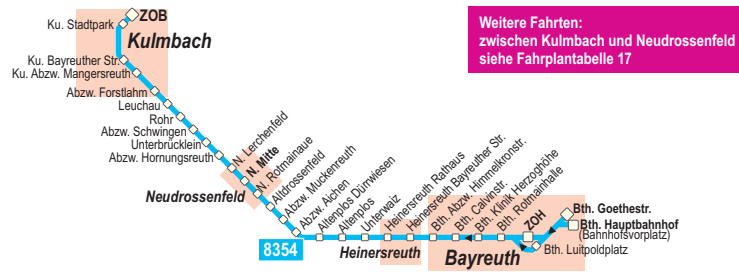 Ku. Stadtpark
ZOB
Kulmbach
Ku. Bayreuther Str.
Ku. Abzw. Mangersreuth
Abzw. Forstlahm
Leuchau
Rohr
Abzw. Schwingen
Unterbrücklein
Abzw. Hornungsreuth
N. Lerchenfeld
N. Mitte
N. Rotmainaue
Neudrossenfeld
Altdrossenfeld
Abzw. Muckenreuth
Abzw. Aichen
Altenplos Dürrwiesen
Altenplos
Unterwaiz
Heinersreuth Rathaus
Heinersreuth Bayreuther Str.
Heinersreuth
Bth. Abzw. Himmelkronstr.
Bth. Calvinstr.
Bth. Klinik Herzoghöhe
Bth. Rotmainhalle
ZOH
Bth. Goethestr.
Bth. Hauptbahnhof
(Bahnhofsvorplatz)
Bth. Luitpoldplatz
Bayreuth
8354
Weitere Fahrten:
zwischen Kulmbach und Neudrossenfeld
siehe Fahrplantabelle 17